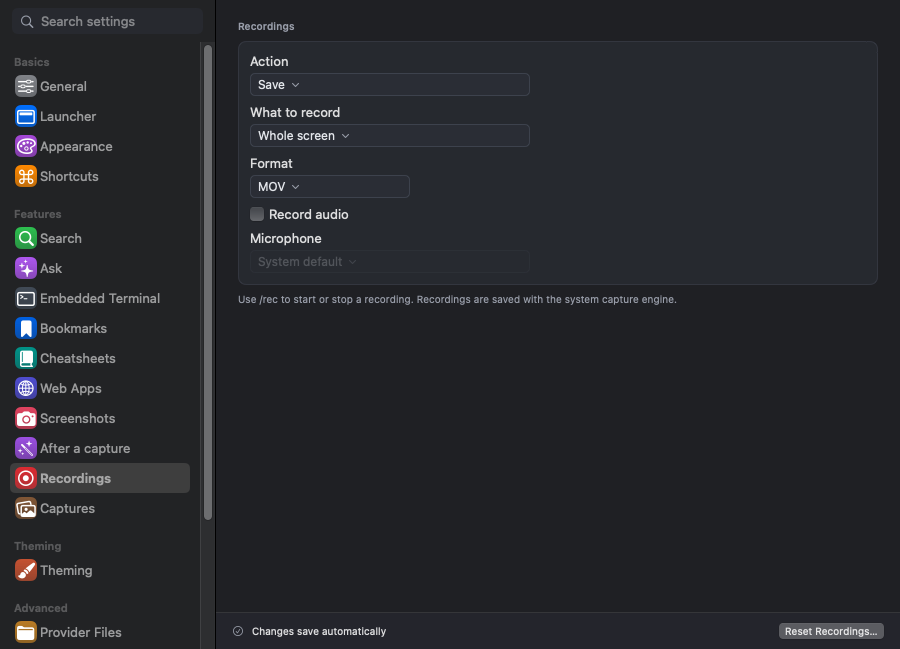 Search settings
Basics
General
Launcher
Appearance
Shortcuts
Features
Search
Ask
Embedded Terminal
Bookmarks
Cheatsheets
Web Apps
Screenshots
After a capture
Recordings
Captures
Theming
Theming
Advanced
Provider Files
Recordings
Action
Save
What to record
Whole screen
Format
MOV
Record audio
Microphone
System default
Use /rec to start or stop a recording. Recordings are saved with the system capture engine.
Changes save automatically
Reset Recordings...